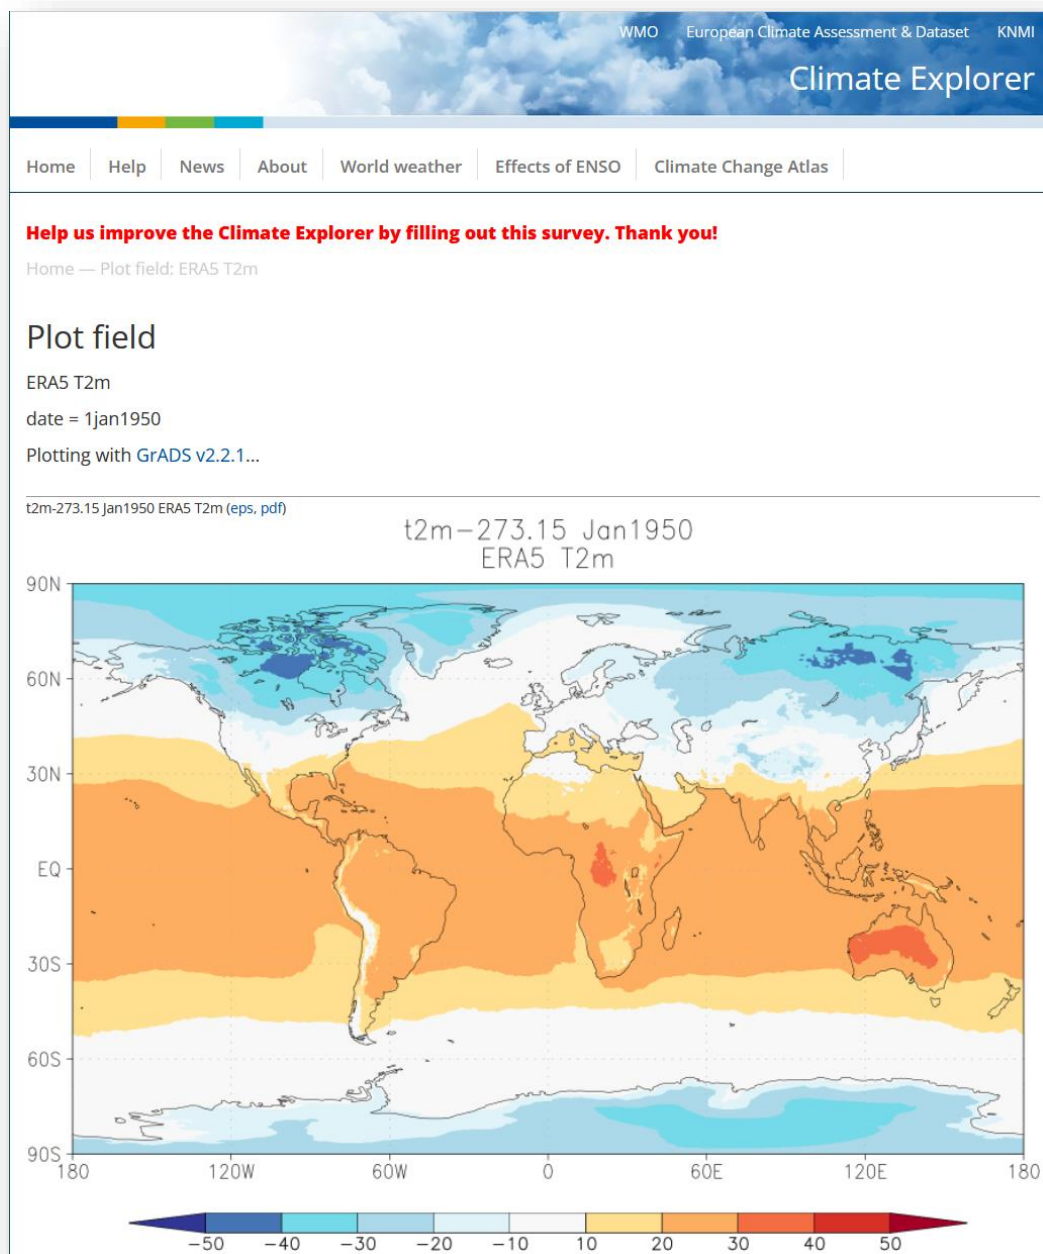 WMO European Climate Assessment & Dataset KNMI
Climate Explorer
Home Help News About World weather Effects of ENSO Climate Change Atlas
Help us improve the Climate Explorer by filling out this survey. Thank you!
Home — Plot field: ERA5 T2m
Plot field
ERA5 T2m
date = 1jan1950
Plotting with GrADS v2.2.1...
t2m-273.15 Jan1950 ERA5 T2m (eps, pdf)
t2m-273.15 Jan1950
ERA5 T2m
90N
60N
30N
EQ
30S
60S
90S
180 120W 60W 0 60E 120E 180
-50 -40 -30 -20 -10 10 20 30 40 50